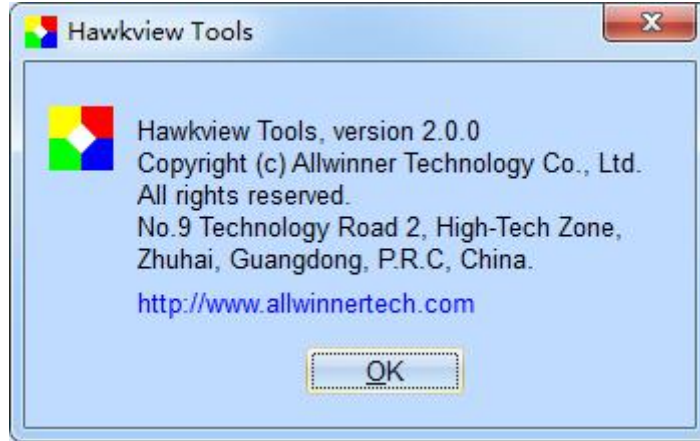 Hawkview Tools
Hawkview Tools, version 2.0.0
Copyright (c) Allwinner Technology Co., Ltd.
All rights reserved.
No.9 Technology Road 2, High-Tech Zone,
Zhuhai, Guangdong, P.R.C, China.
http://www.allwinnertech.com
OK